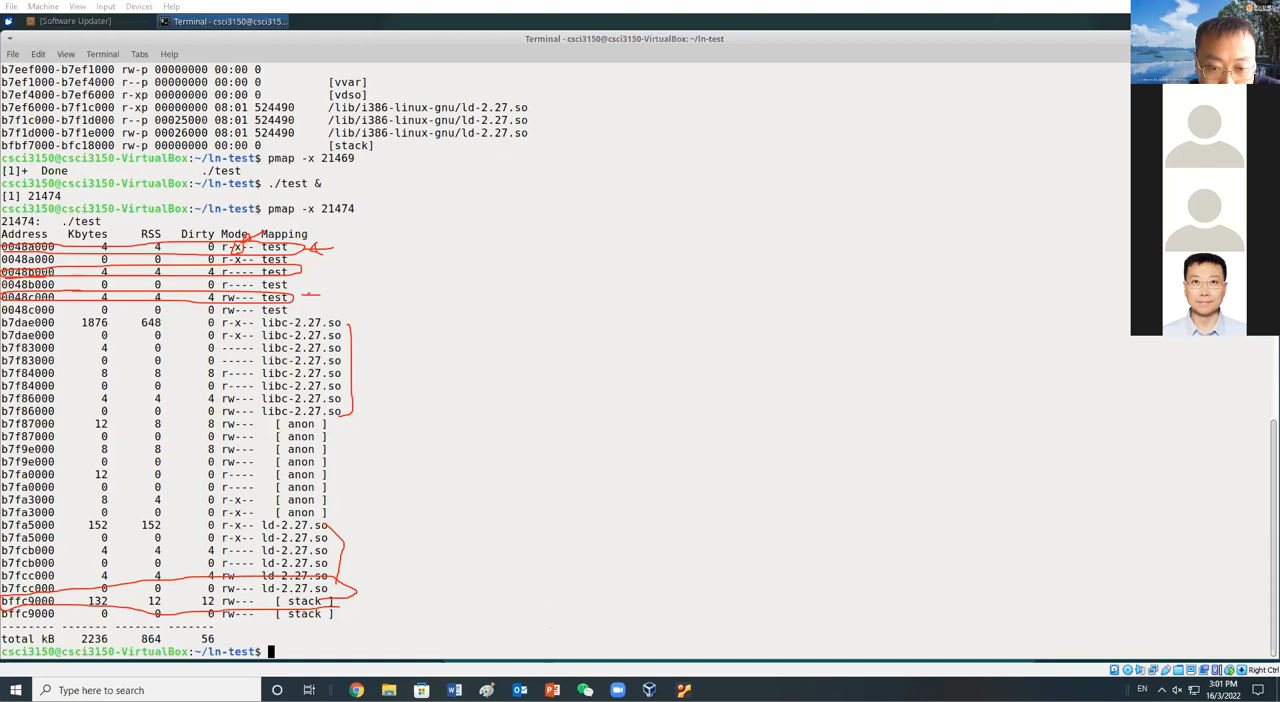 File Machine View Input Devices Help
[Software Updater] Terminal - csci3150@csci315...
Terminal - csci3150@csci3150-VirtualBox: ~/ln-test
File Edit View Terminal Tabs Help
b7eef000-b7ef1000 rw-p 00000000 00:00 0
b7ef1000-b7ef4000 r--p 00000000 00:00 0 [vvar]
b7ef4000-b7ef6000 r-xp 00000000 00:00 0 [vdso]
b7ef6000-b7f1c000 r-xp 00000000 08:01 524490 /lib/i386-linux-gnu/ld-2.27.so
b7f1c000-b7f1d000 r--p 00025000 08:01 524490 /lib/i386-linux-gnu/ld-2.27.so
b7f1d000-b7f1e000 rw-p 00026000 08:01 524490 /lib/i386-linux-gnu/ld-2.27.so
bfbf7000-bfc18000 rw-p 00000000 00:00 0 [stack]
csci3150@csci3150-VirtualBox:~/ln-test$ pmap -x 21469
[1]+ Done ./test
csci3150@csci3150-VirtualBox:~/ln-test$ ./test &
[1] 21474
csci3150@csci3150-VirtualBox:~/ln-test$ pmap -x 21474
21474: ./test
Address Kbytes RSS Dirty Mode Mapping
0048a000 4 4 0 r-x-- test
0048a000 0 0 0 r-x-- test
0048b000 4 4 4 r---- test
0048b000 0 0 0 r---- test
0048c000 4 4 4 rw--- test
0048c000 0 0 0 rw--- test
b7dae000 1876 648 0 r-x-- libc-2.27.so
b7dae000 0 0 0 r-x-- libc-2.27.so
b7f83000 4 0 0 ----- libc-2.27.so
b7f83000 0 0 0 ----- libc-2.27.so
b7f84000 8 8 8 r---- libc-2.27.so
b7f84000 0 0 0 r---- libc-2.27.so
b7f86000 4 4 4 rw--- libc-2.27.so
b7f86000 0 0 0 rw--- libc-2.27.so
b7f87000 12 8 8 rw--- [ anon ]
b7f87000 0 0 0 rw--- [ anon ]
b7f9e000 8 8 8 rw--- [ anon ]
b7f9e000 0 0 0 rw--- [ anon ]
b7fa0000 12 0 0 r---- [ anon ]
b7fa0000 0 0 0 r---- [ anon ]
b7fa3000 8 4 0 r-x-- [ anon ]
b7fa3000 0 0 0 r-x-- [ anon ]
b7fa5000 152 152 0 r-x-- ld-2.27.so
b7fa5000 0 0 0 r-x-- ld-2.27.so
b7fcb000 4 4 4 r---- ld-2.27.so
b7fcb000 0 0 0 r---- ld-2.27.so
b7fcc000 4 4 4 rw--- ld-2.27.so
b7fcc000 0 0 0 rw--- ld-2.27.so
bffc9000 132 12 12 rw--- [ stack ]
bffc9000 0 0 0 rw--- [ stack ]
-------- ------- ------- -------
total kB 2236 864 56
csci3150@csci3150-VirtualBox:~/ln-test$
Right Ctrl
Type here to search
EN
3:01 PM
16/3/2022